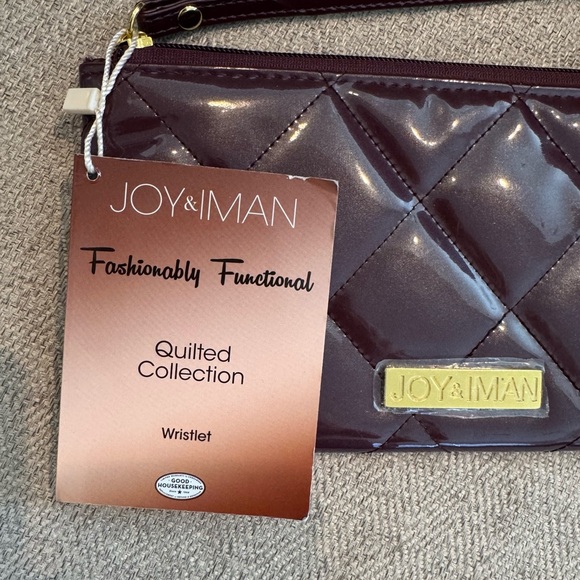 JOY&IMAN
Fashionably Functional
Quilted
Collection
Wristlet
GOOD
HOUSEKEEPING
JOY&IMAN